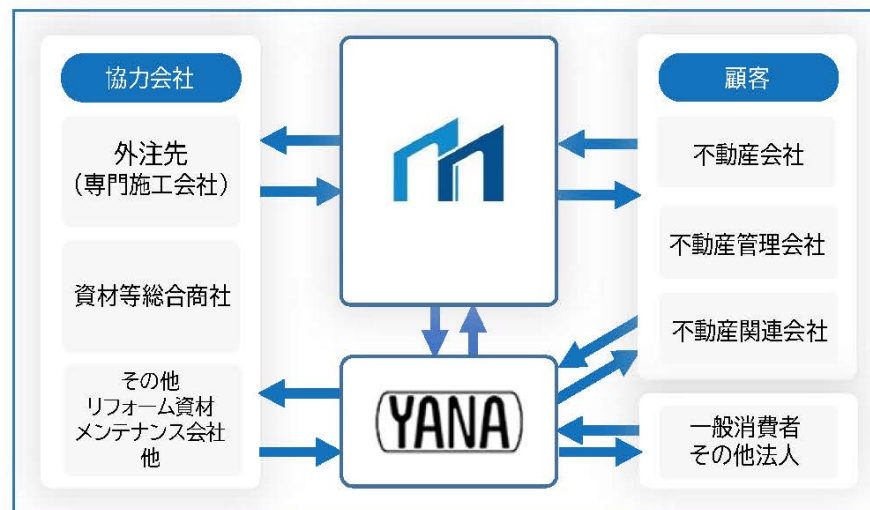 協力会社
外注先
（専門施工会社）
資材等総合商社
その他
リフォーム資材
メンテナンス会社
他
YANA
顧客
不動産会社
不動産管理会社
不動産関連会社
一般消費者
その他法人